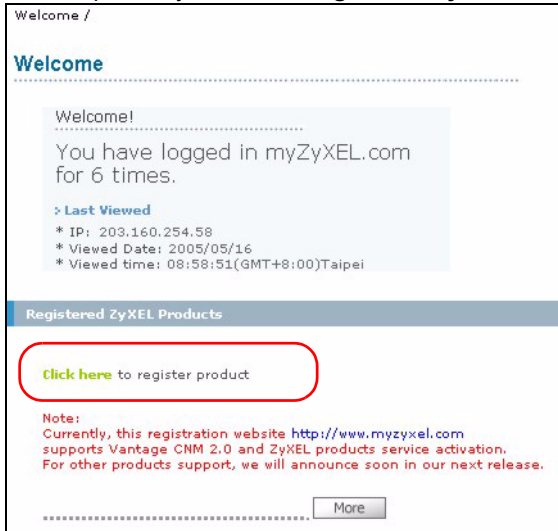 Welcome /
Welcome
Welcome!
You have logged in myZyXEL.com
for 6 times.
> Last Viewed
* IP: 203.160.254.58
* Viewed Date: 2005/05/16
* Viewed time: 08:58:51(GMT+8:00)Taipei
Registered ZyXEL Products
Click here to register product
Note:
Currently, this registration website http://www.myzyxel.com
supports Vantage CNM 2.0 and ZyXEL products service activation.
For other products support, we will announce soon in our next release.
More